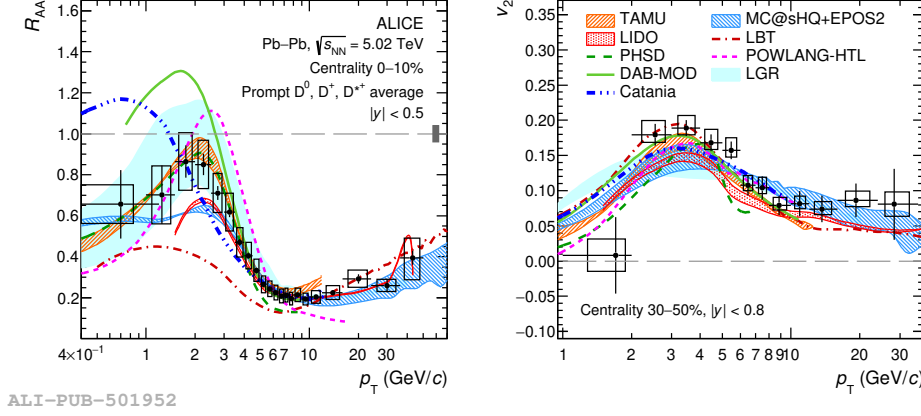 R_AA
1.6
1.4
1.2
1.0
0.8
0.6
0.4
0.2
ALICE
Pb–Pb, √s_NN = 5.02 TeV
Centrality 0–10%
Prompt D⁰, D⁺, D*⁺ average
|y| < 0.5
4×10⁻¹ 1 2 3 4 5 6 7 10 20 30
p_T (GeV/c)
v_2
0.35
0.30
0.25
0.20
0.15
0.10
0.05
0.00
−0.05
−0.10
TAMU
LIDO
PHSD
DAB-MOD
Catania
MC@sHQ+EPOS2
LBT
POWLANG-HTL
LGR
Centrality 30–50%, |y| < 0.8
1 2 3 4 5 6 7 8 9 10 20 30
p_T (GeV/c)
ALI-PUB-501952